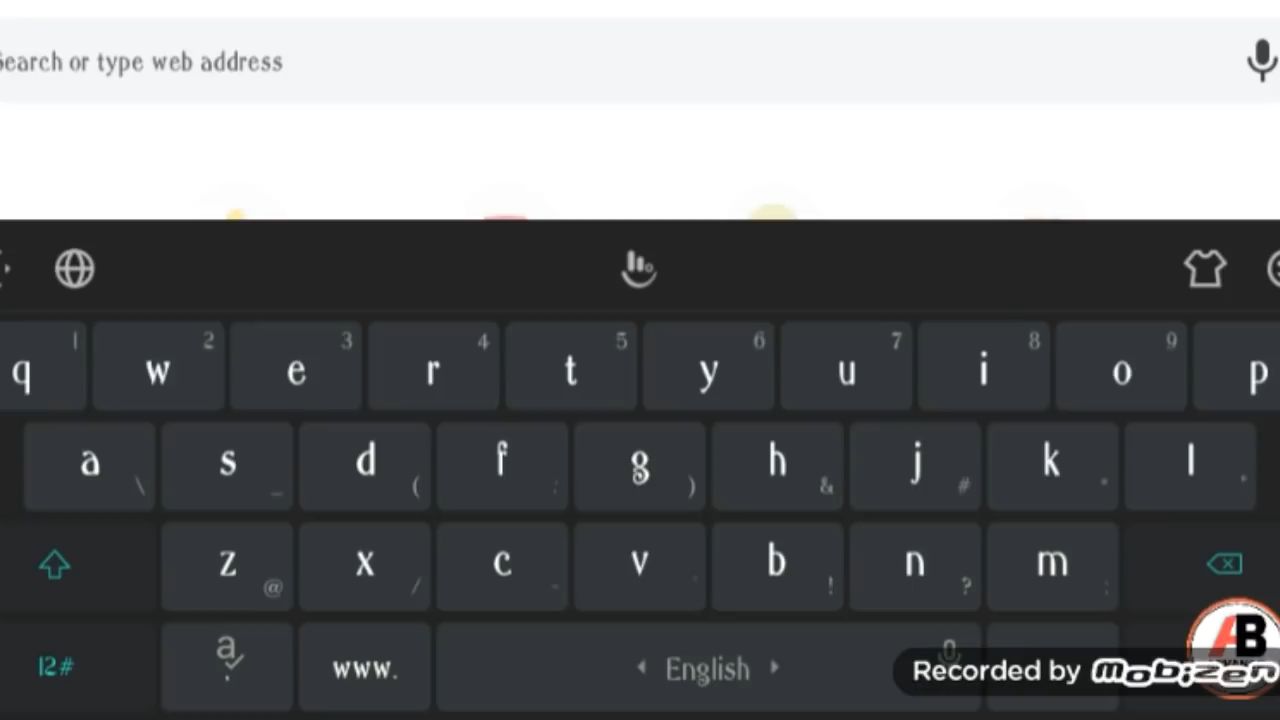 Search or type web address
1 2 3 4 5 6 7 8 9
q w e r t y u i o p
a s d f g h j k l
\ _ ( : ) & #
z x c v b n m
@ / ! ? ;
12# a www. English
AB
Recorded by mobizen